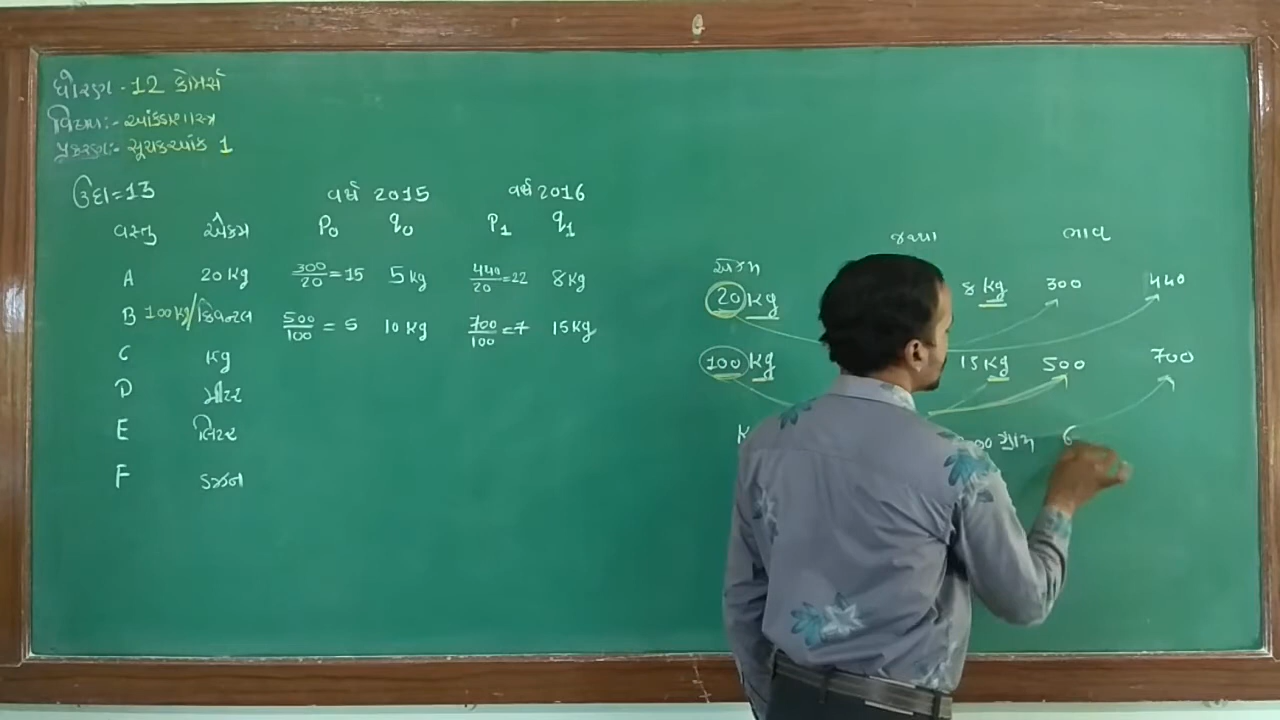 ધોરણ - 12 કોમર્સ
વિષય:- આંકડાશાસ્ત્ર
પ્રકરણ:- સૂચકઆંક 1
ઉદા=13
વર્ષ 2015 વર્ષ 2016
વસ્તુ એકમ P₀ q₀ P₁ q₁
A 20 kg 300/20 = 15 5 kg 440/20 = 22 8 kg
B 100 kg/ક્વિન્ટલ 500/100 = 5 10 kg 700/100 = 7 15 kg
C kg
D મીટર
E લિટર
F ડઝન
જથ્થા ભાવ
એકમ
20 kg 8 kg 300 440
100 kg 15 kg 500 700
K ગ્રામ 6